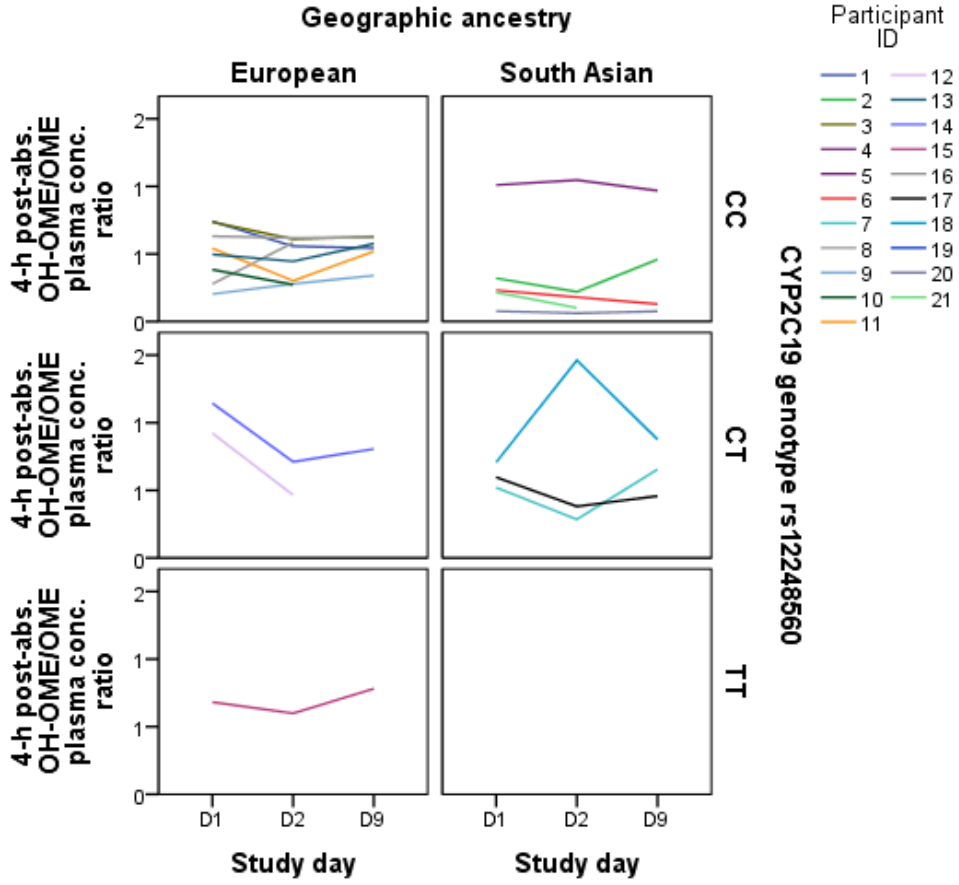 Geographic ancestry
European
South Asian
Participant
ID
1
2
3
4
5
6
7
8
9
10
11
12
13
14
15
16
17
18
19
20
21
4-h post-abs.
OH-OME/OME
plasma conc.
ratio
2
1
1
0
CC
4-h post-abs.
OH-OME/OME
plasma conc.
ratio
2
1
1
0
CT
4-h post-abs.
OH-OME/OME
plasma conc.
ratio
2
1
1
0
TT
CYP2C19 genotype rs12248560
D1
D2
D9
D1
D2
D9
Study day
Study day